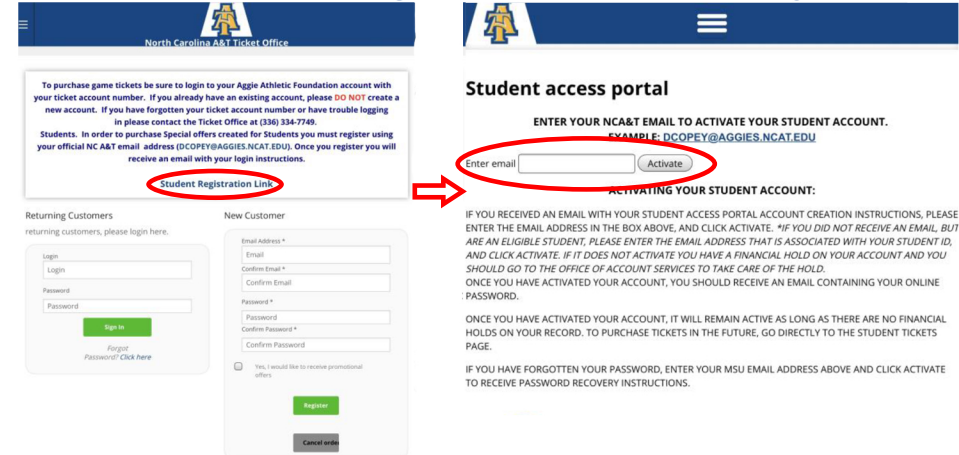 North Carolina A&T Ticket Office
To purchase game tickets be sure to login to your Aggie Athletic Foundation account with
your ticket account number. If you already have an existing account, please DO NOT create a
new account. If you have forgotten your ticket account number or have trouble logging
in please contact the Ticket Office at (336) 334-7749.
Students. In order to purchase Special offers created for Students you must register using
your official NC A&T email address (DCOPEY@AGGIES.NCAT.EDU). Once you register you will
receive an email with your login instructions.
Student Registration Link
Returning Customers
returning customers, please login here.
Login
Login
Password
Password
Sign In
Forgot
Password? Click here
New Customer
Email Address *
Email
Confirm Email *
Confirm Email
Password *
Password
Confirm Password *
Confirm Password
Yes, I would like to receive promotional
offers
Register
Cancel order
Student access portal
ENTER YOUR NCA&T EMAIL TO ACTIVATE YOUR STUDENT ACCOUNT.
EXAMPLE: DCOPEY@AGGIES.NCAT.EDU
Enter email
Activate
ACTIVATING YOUR STUDENT ACCOUNT:
IF YOU RECEIVED AN EMAIL WITH YOUR STUDENT ACCESS PORTAL ACCOUNT CREATION INSTRUCTIONS, PLEASE
ENTER THE EMAIL ADDRESS IN THE BOX ABOVE, AND CLICK ACTIVATE. *IF YOU DID NOT RECEIVE AN EMAIL, BUT
ARE AN ELIGIBLE STUDENT, PLEASE ENTER THE EMAIL ADDRESS THAT IS ASSOCIATED WITH YOUR STUDENT ID,
AND CLICK ACTIVATE. IF IT DOES NOT ACTIVATE YOU HAVE A FINANCIAL HOLD ON YOUR ACCOUNT AND YOU
SHOULD GO TO THE OFFICE OF ACCOUNT SERVICES TO TAKE CARE OF THE HOLD.
ONCE YOU HAVE ACTIVATED YOUR ACCOUNT, YOU SHOULD RECEIVE AN EMAIL CONTAINING YOUR ONLINE
PASSWORD.
ONCE YOU HAVE ACTIVATED YOUR ACCOUNT, IT WILL REMAIN ACTIVE AS LONG AS THERE ARE NO FINANCIAL
HOLDS ON YOUR RECORD. TO PURCHASE TICKETS IN THE FUTURE, GO DIRECTLY TO THE STUDENT TICKETS
PAGE.
IF YOU HAVE FORGOTTEN YOUR PASSWORD, ENTER YOUR MSU EMAIL ADDRESS ABOVE AND CLICK ACTIVATE
TO RECEIVE PASSWORD RECOVERY INSTRUCTIONS.